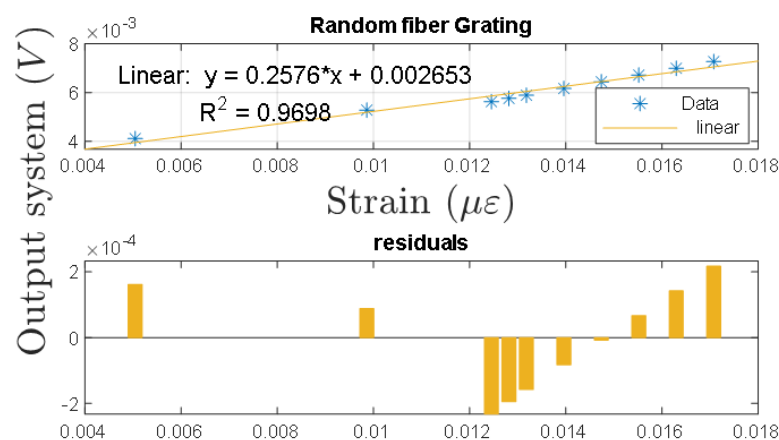 Random fiber Grating
×10⁻³
8
6
4
Linear: y = 0.2576*x + 0.002653
R² = 0.9698
Data
linear
0.004 0.006 0.008 0.01 0.012 0.014 0.016 0.018
Strain (με)
Output system (V)
residuals
×10⁻⁴
2
0
-2
0.004 0.006 0.008 0.01 0.012 0.014 0.016 0.018